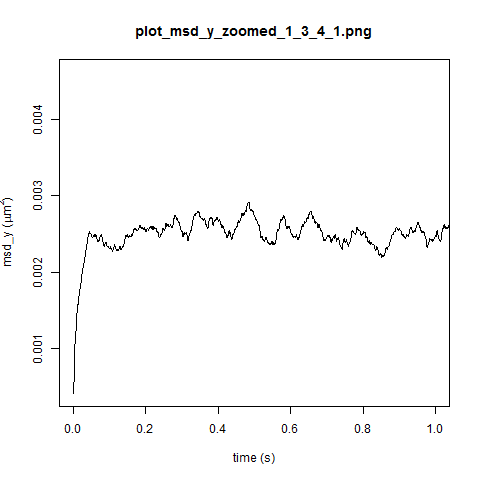 plot_msd_y_zoomed_1_3_4_1.png
msd_y (μm²)
0.004
0.003
0.002
0.001
0.0 0.2 0.4 0.6 0.8 1.0
time (s)